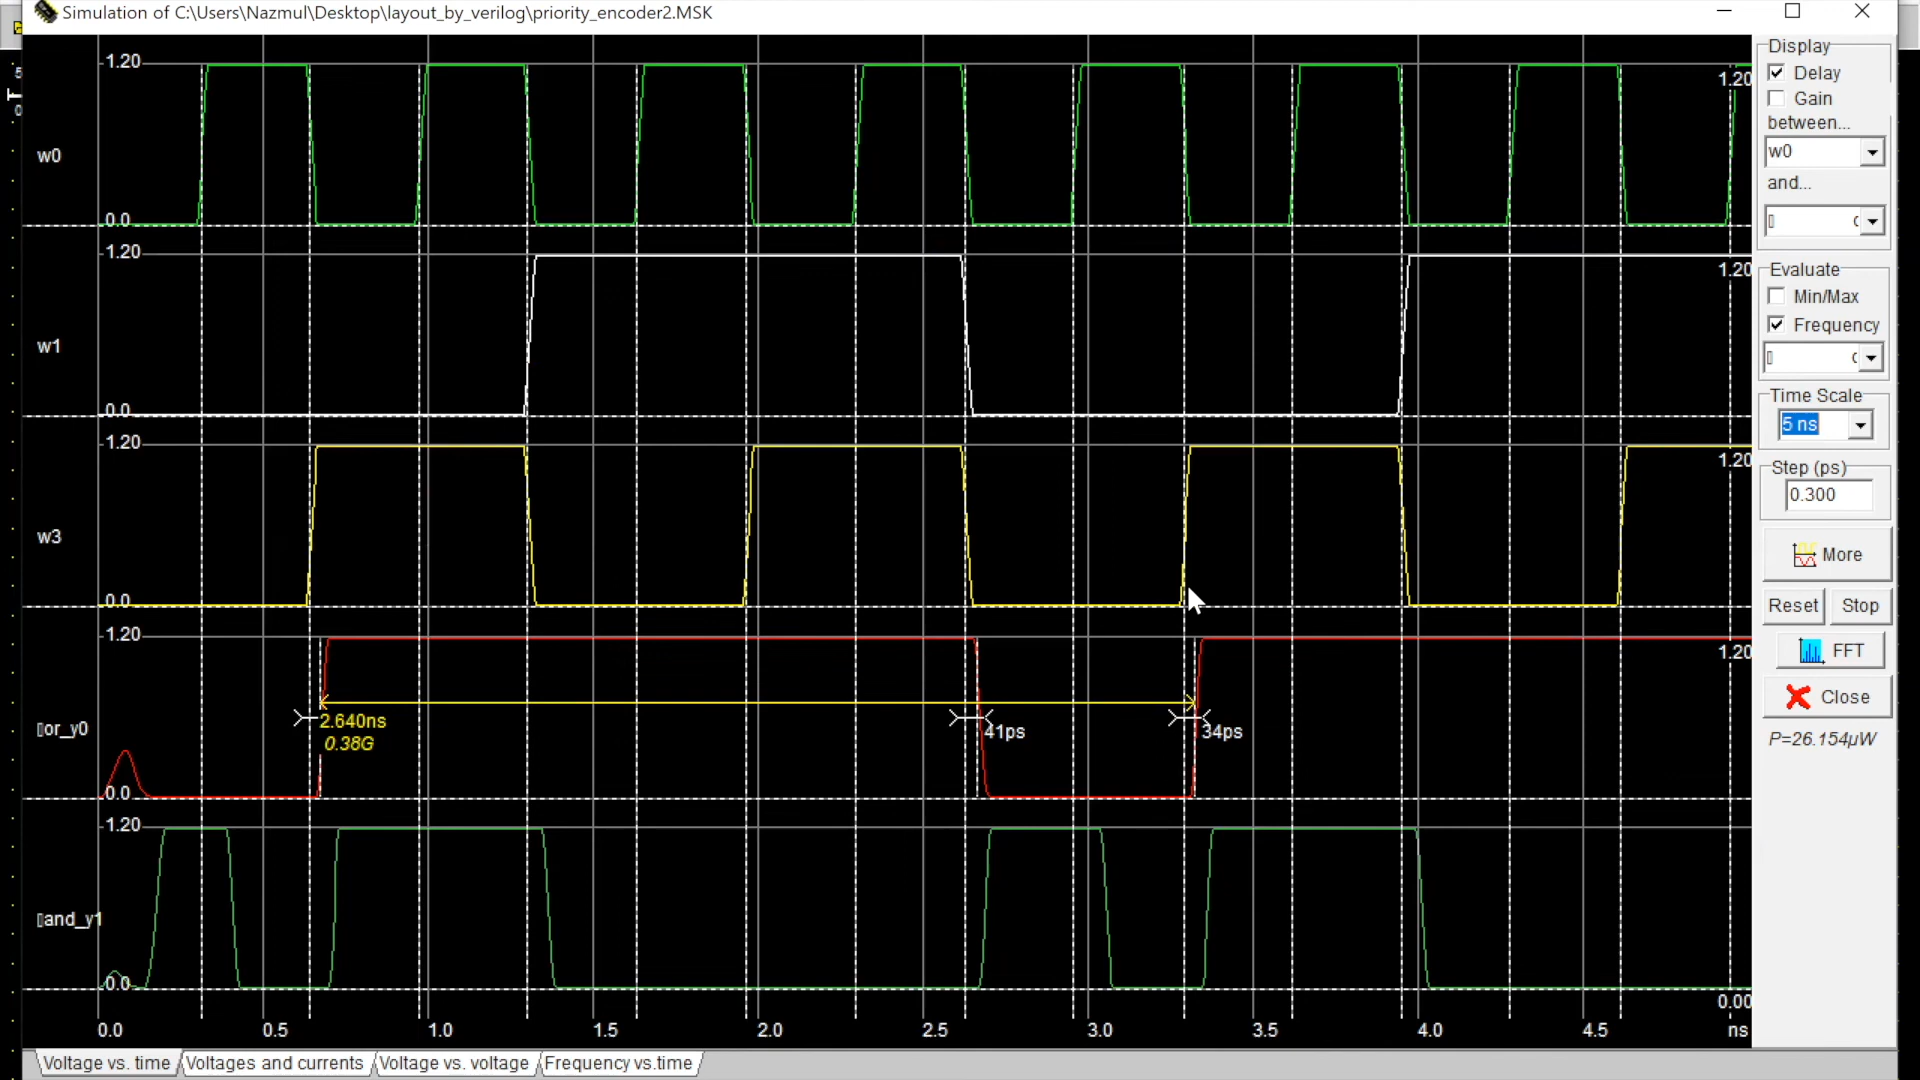 Simulation of C:\Users\Nazmul\Desktop\layout_by_verilog\priority_encoder2.MSK
1.20
w0
0.0
1.20
1.20
w1
0.0
1.20
1.20
w3
0.0
1.20
1.20
or_y0
2.640ns
0.38G
41ps
34ps
0.0
1.20
1.20
and_y1
0.0
0.00
0.0 0.5 1.0 1.5 2.0 2.5 3.0 3.5 4.0 4.5 ns
Voltage vs. time Voltages and currents Voltage vs. voltage Frequency vs.time
Display
Delay
Gain
between...
w0
and...
Evaluate
Min/Max
Frequency
Time Scale
5 ns
Step (ps)
0.300
More
Reset Stop
FFT
Close
P=26.154µW